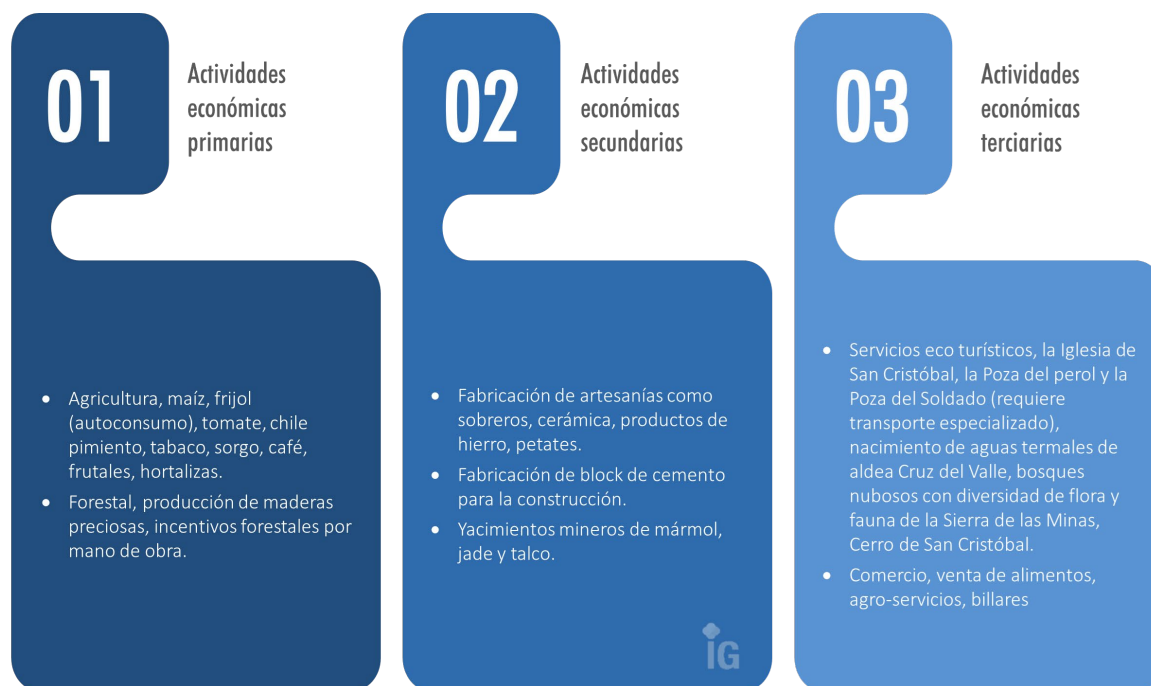 01
Actividades
económicas
primarias
• Agricultura, maíz, frijol
(autoconsumo), tomate, chile
pimiento, tabaco, sorgo, café,
frutales, hortalizas.
• Forestal, producción de maderas
preciosas, incentivos forestales por
mano de obra.
02
Actividades
económicas
secundarias
• Fabricación de artesanías como
sobreros, cerámica, productos de
hierro, petates.
• Fabricación de block de cemento
para la construcción.
• Yacimientos mineros de mármol,
jade y talco.
IG
03
Actividades
económicas
terciarias
• Servicios eco turísticos, la Iglesia de
San Cristóbal, la Poza del perol y la
Poza del Soldado (requiere
transporte especializado),
nacimiento de aguas termales de
aldea Cruz del Valle, bosques
nubosos con diversidad de flora y
fauna de la Sierra de las Minas,
Cerro de San Cristóbal.
• Comercio, venta de alimentos,
agro-servicios, billares